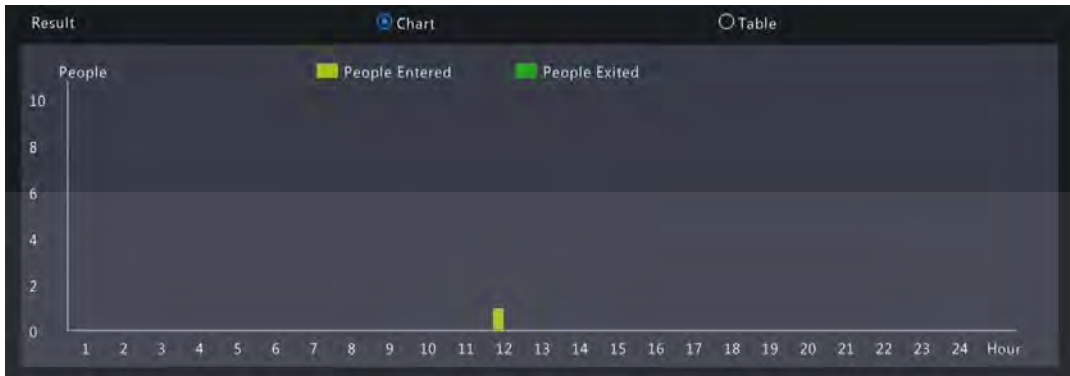 Result Chart Table
People People Entered People Exited
10
8
6
4
2
0
1 2 3 4 5 6 7 8 9 10 11 12 13 14 15 16 17 18 19 20 21 22 23 24 Hour